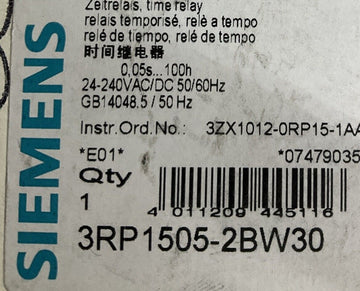 Zeitrelais, time relay
relais temporisé, relè a tempo
relé de tiempo, relé de tempo
时间继电器
0,05s...100h
24-240VAC/DC 50/60Hz
GB14048.5 / 50 Hz
Instr.Ord.No.: 3ZX1012-0RP15-1AA
*E01* *07479035
Qty
1
4 011209 445116
3RP1505-2BW30
SIEMENS